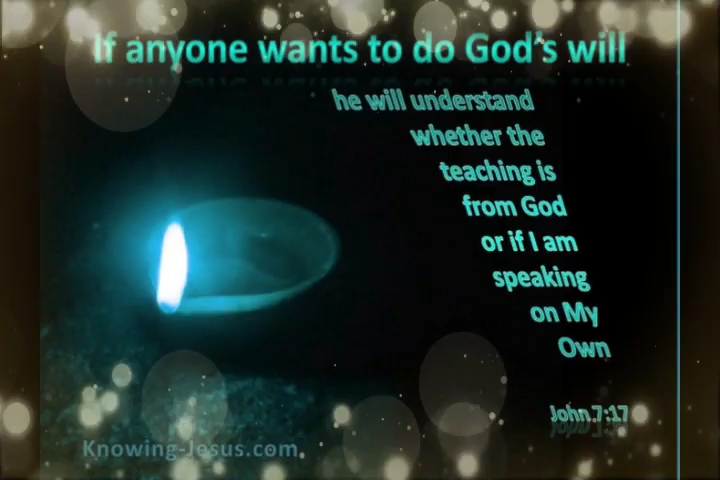 If anyone wants to do God's will
he will understand
whether the
teaching is
from God
or if I am
speaking
on My
Own
John 7:17
Knowing-Jesus.com